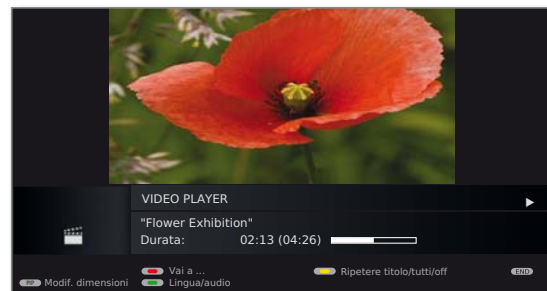 VIDEO PLAYER
"Flower Exhibition"
Durata: 02:13 (04:26)
Vai a ... Ripetere titolo/tutti/off END
PIP Modif. dimensioni Lingua/audio